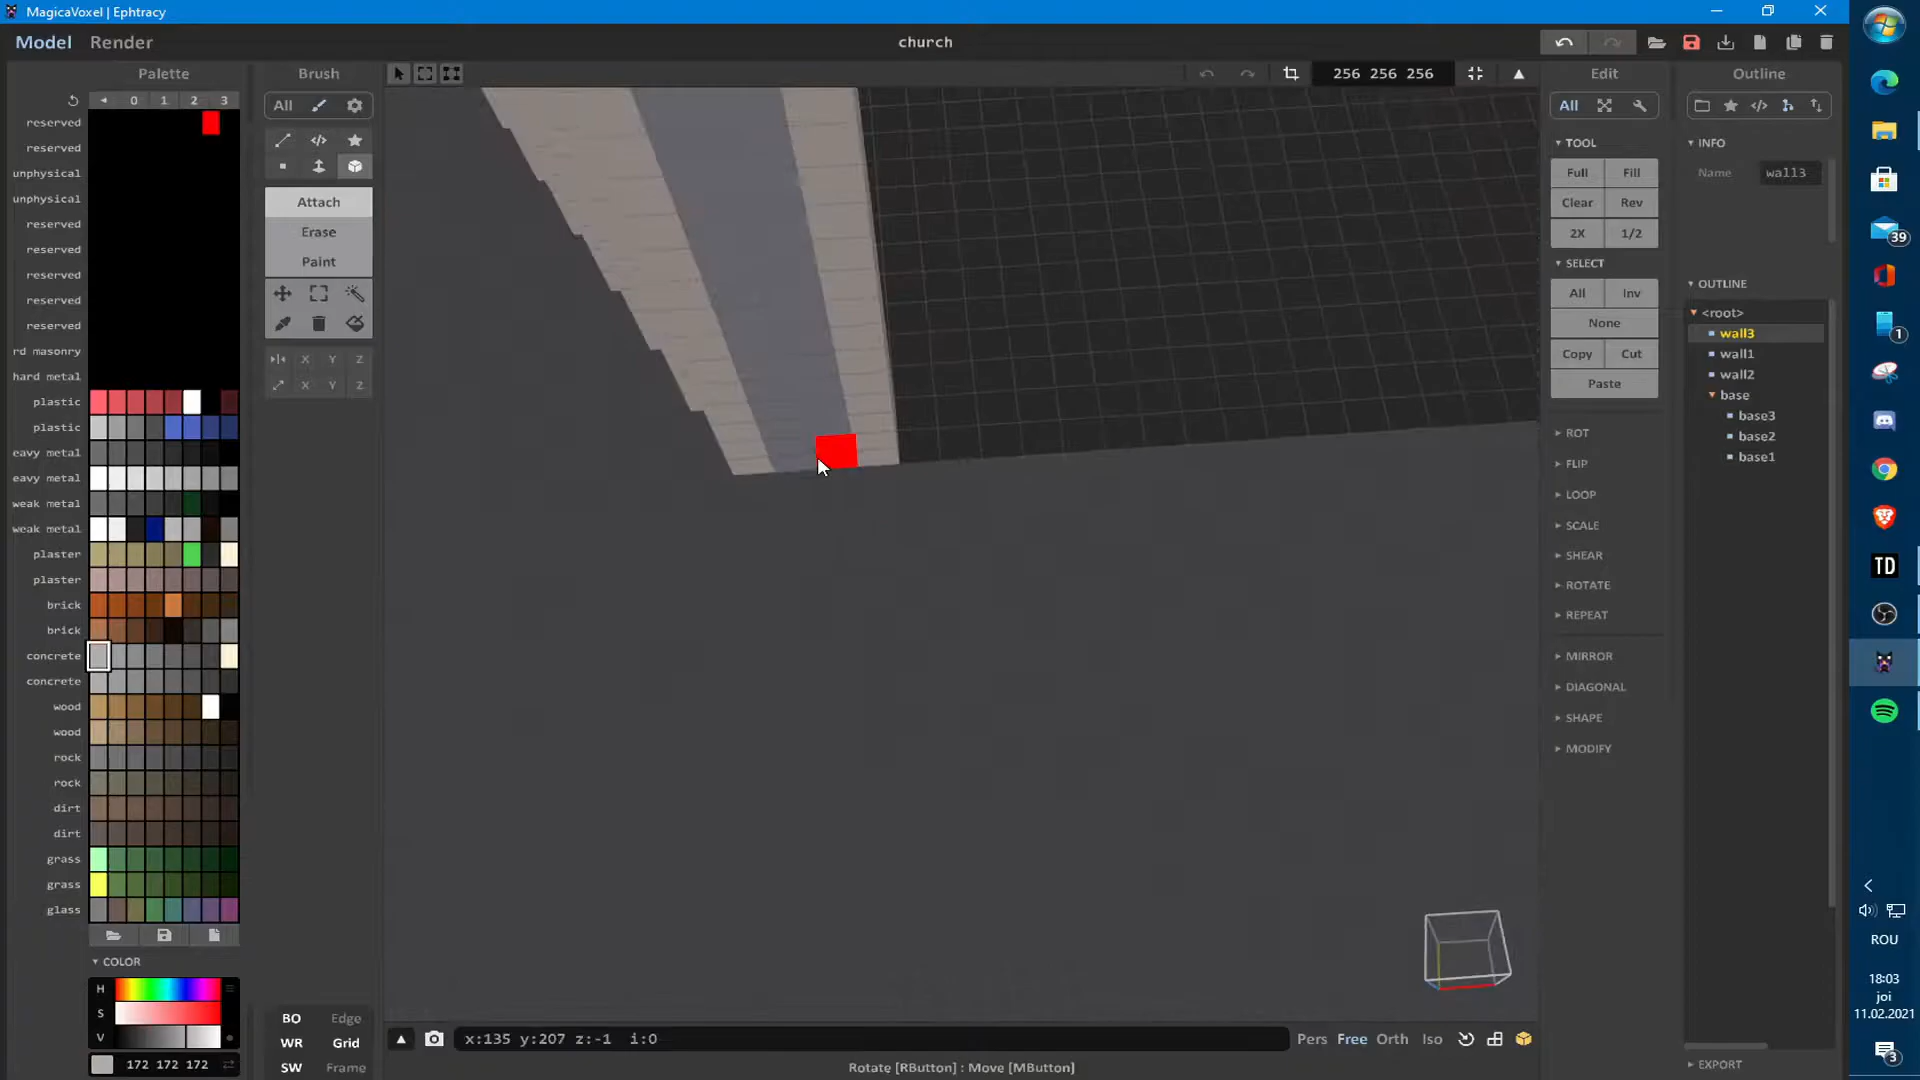 MagicaVoxel | Ephtracy
Model Render
church
Palette
0 1 2 3
reserved
reserved
unphysical
unphysical
reserved
reserved
reserved
reserved
reserved
rd masonry
hard metal
plastic
plastic
eavy metal
eavy metal
weak metal
weak metal
plaster
plaster
brick
brick
concrete
concrete
wood
wood
rock
rock
dirt
dirt
grass
grass
glass
COLOR
H
S
V
172 172 172
Brush
All
Attach
Erase
Paint
X Y Z
X Y Z
BO Edge
WR Grid
SW Frame
256 256 256
x:135 y:207 z:-1 i:0
Pers Free Orth Iso
Rotate [RButton] : Move [MButton]
Edit
All
TOOL
Full Fill
Clear Rev
2X 1/2
SELECT
All Inv
None
Copy Cut
Paste
ROT
FLIP
LOOP
SCALE
SHEAR
ROTATE
REPEAT
MIRROR
DIAGONAL
SHAPE
MODIFY
Outline
INFO
Name wall3
OUTLINE
<root>
wall3
wall1
wall2
base
base3
base2
base1
EXPORT
39
1
TD
ROU
18:03
joi
11.02.2021
3